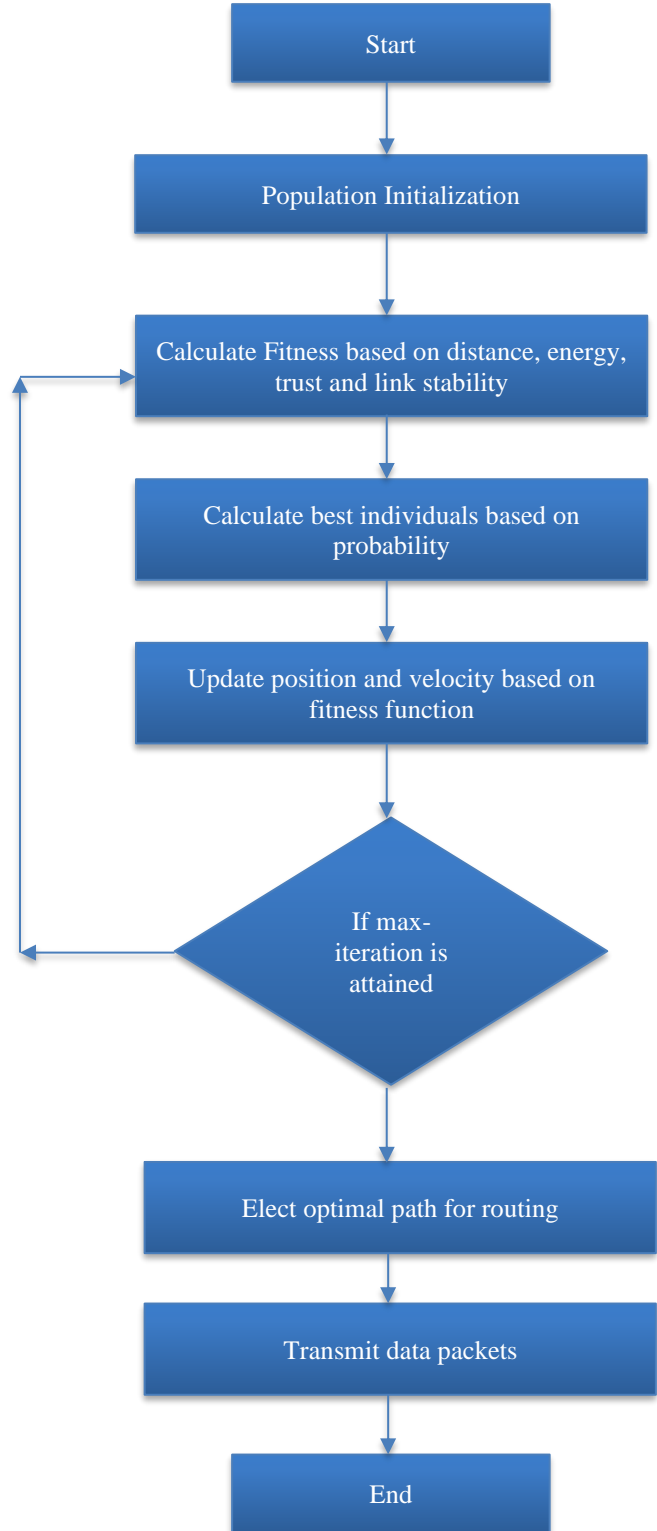 Start
Population Initialization
Calculate Fitness based on distance, energy,
trust and link stability
Calculate best individuals based on
probability
Update position and velocity based on
fitness function
If max-
iteration is
attained
Elect optimal path for routing
Transmit data packets
End